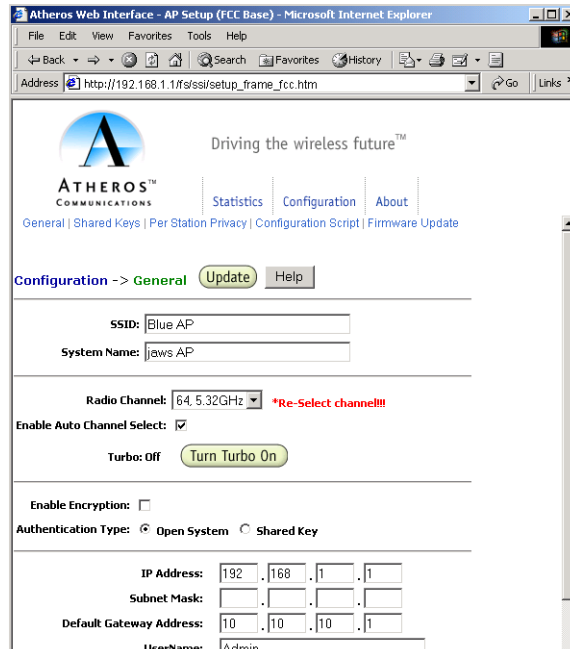 Atheros Web Interface - AP Setup (FCC Base) - Microsoft Internet Explorer
File Edit View Favorites Tools Help
Back Search Favorites History
Address http://192.168.1.1/fs/ssi/setup_frame_fcc.htm Go Links
Driving the wireless future™
ATHEROS™
COMMUNICATIONS
Statistics Configuration About
General | Shared Keys | Per Station Privacy | Configuration Script | Firmware Update
Configuration -> General Update Help
SSID: Blue AP
System Name: jaws AP
Radio Channel: 64, 5.32GHz *Re-Select channel!!!
Enable Auto Channel Select:
Turbo: Off Turn Turbo On
Enable Encryption:
Authentication Type: Open System Shared Key
IP Address: 192 . 168 . 1 . 1
Subnet Mask: . . .
Default Gateway Address: 10 . 10 . 10 . 1
UserName: Admin